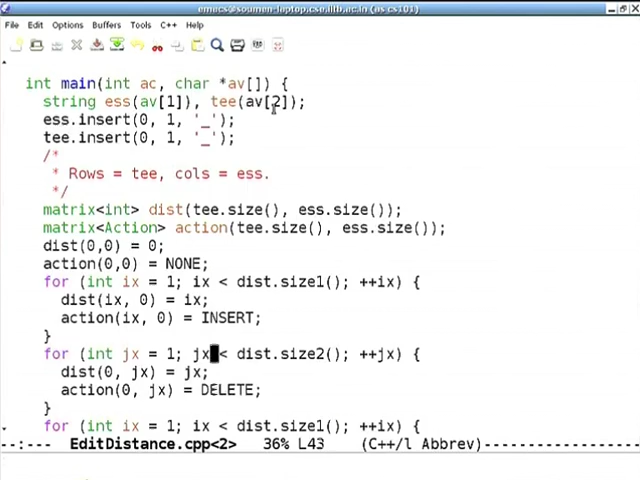 emacs@soumen-laptop.cse.iitb.ac.in (as cs101)
File Edit Options Buffers Tools C++ Help
int main(int ac, char *av[]) {
string ess(av[1]), tee(av[2]);
ess.insert(0, 1, '_');
tee.insert(0, 1, '_');
/*
* Rows = tee, cols = ess.
*/
matrix<int> dist(tee.size(), ess.size());
matrix<Action> action(tee.size(), ess.size());
dist(0,0) = 0;
action(0,0) = NONE;
for (int ix = 1; ix < dist.size1(); ++ix) {
dist(ix, 0) = ix;
action(ix, 0) = INSERT;
}
for (int jx = 1; jx < dist.size2(); ++jx) {
dist(0, jx) = jx;
action(0, jx) = DELETE;
}
for (int ix = 1; ix < dist.size1(); ++ix) {
--:--- EditDistance.cpp<2> 36% L43 (C++/l Abbrev)------------------